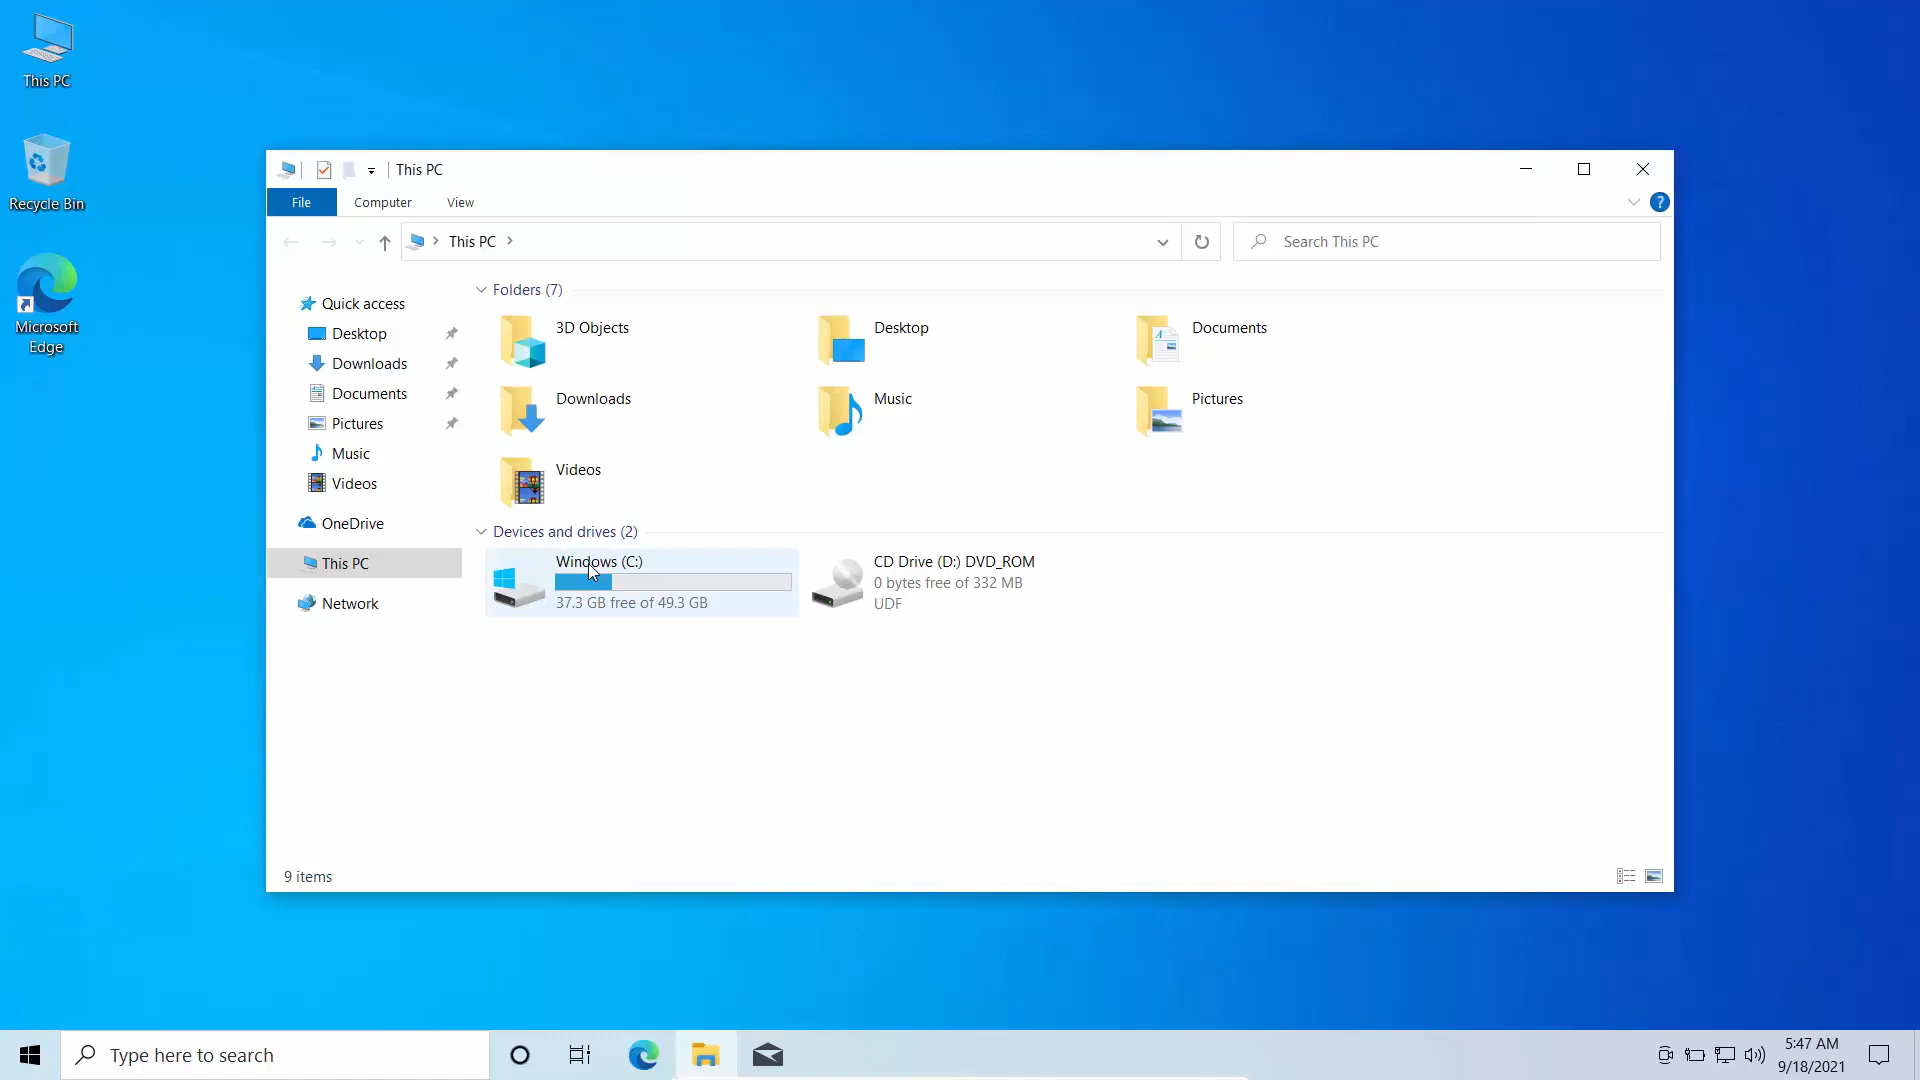 This PC
Recycle Bin
Microsoft
Edge
This PC
File
Computer
View
?
This PC
Search This PC
Quick access
Desktop
Downloads
Documents
Pictures
Music
Videos
OneDrive
This PC
Network
Folders (7)
3D Objects
Desktop
Documents
Downloads
Music
Pictures
Videos
Devices and drives (2)
Windows (C:)
37.3 GB free of 49.3 GB
CD Drive (D:) DVD_ROM
0 bytes free of 332 MB
UDF
9 items
Type here to search
5:47 AM
9/18/2021